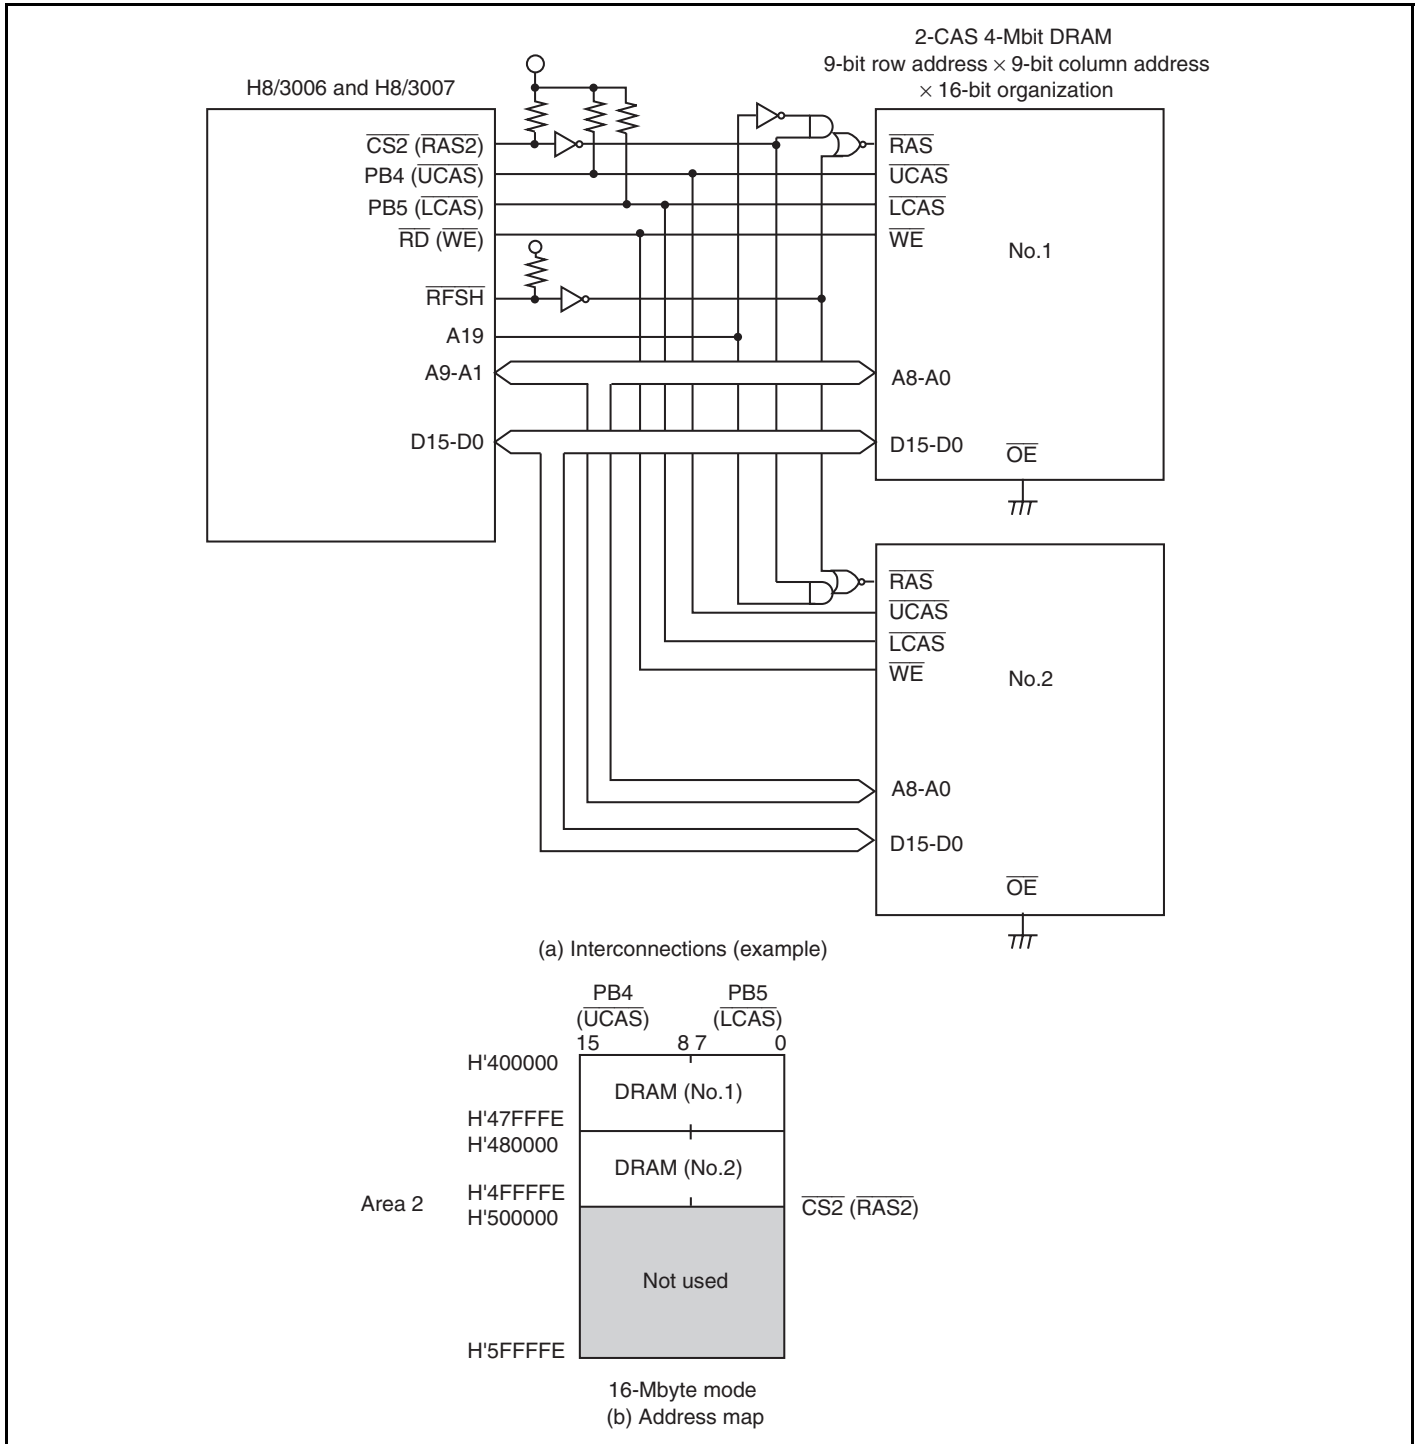 2-CAS 4-Mbit DRAM
9-bit row address × 9-bit column address
× 16-bit organization
H8/3006 and H8/3007
CS2 (RAS2)
PB4 (UCAS)
PB5 (LCAS)
RD (WE)
RFSH
A19
A9-A1
D15-D0
RAS
UCAS
LCAS
WE
No.1
A8-A0
D15-D0
OE
RAS
UCAS
LCAS
WE
No.2
A8-A0
D15-D0
OE
(a) Interconnections (example)
PB4 PB5
(UCAS) (LCAS)
15 8 7 0
H'400000
DRAM (No.1)
H'47FFFE
H'480000
DRAM (No.2)
H'4FFFFE
Area 2
CS2 (RAS2)
H'500000
Not used
H'5FFFFE
16-Mbyte mode
(b) Address map